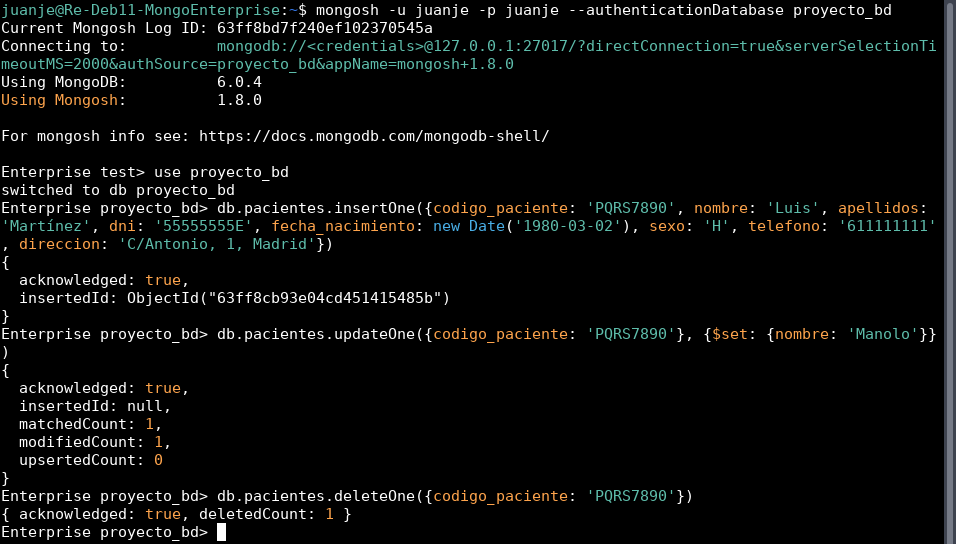 juanje@Re-Deb11-MongoEnterprise:~$ mongosh -u juanje -p juanje --authenticationDatabase proyecto_bd
Current Mongosh Log ID: 63ff8bd7f240ef102370545a
Connecting to:          mongodb://<credentials>@127.0.0.1:27017/?directConnection=true&serverSelectionTi
meoutMS=2000&authSource=proyecto_bd&appName=mongosh+1.8.0
Using MongoDB:          6.0.4
Using Mongosh:          1.8.0

For mongosh info see: https://docs.mongodb.com/mongodb-shell/

Enterprise test> use proyecto_bd
switched to db proyecto_bd
Enterprise proyecto_bd> db.pacientes.insertOne({codigo_paciente: 'PQRS7890', nombre: 'Luis', apellidos:
'Martínez', dni: '55555555E', fecha_nacimiento: new Date('1980-03-02'), sexo: 'H', telefono: '611111111'
, direccion: 'C/Antonio, 1, Madrid'})
{
  acknowledged: true,
  insertedId: ObjectId("63ff8cb93e04cd451415485b")
}
Enterprise proyecto_bd> db.pacientes.updateOne({codigo_paciente: 'PQRS7890'}, {$set: {nombre: 'Manolo'}}
)
{
  acknowledged: true,
  insertedId: null,
  matchedCount: 1,
  modifiedCount: 1,
  upsertedCount: 0
}
Enterprise proyecto_bd> db.pacientes.deleteOne({codigo_paciente: 'PQRS7890'})
{ acknowledged: true, deletedCount: 1 }
Enterprise proyecto_bd>